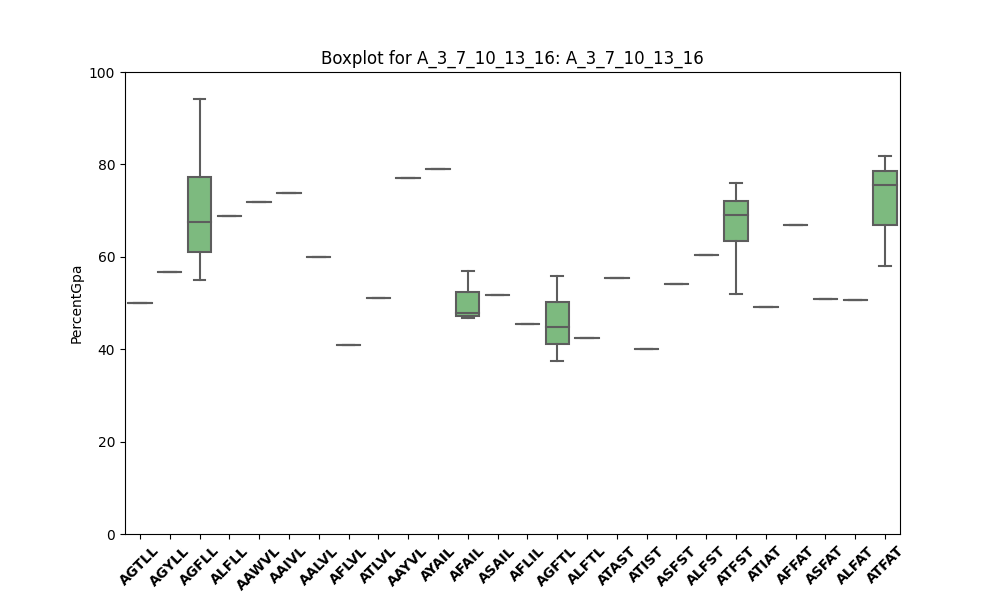 Boxplot for A_3_7_10_13_16: A_3_7_10_13_16
100
80
60
40
20
0
PercentGpa
AGTLL
AGYLL
AGFLL
ALFLL
AAWVL
AAIVL
AALVL
AFLVL
ATLVL
AAYVL
AYAIL
AFAIL
ASAIL
AFLIL
AGFTL
ALFTL
ATAST
ATIST
ASFST
ALFST
ATFST
ATIAT
AFFAT
ASFAT
ALFAT
ATFAT